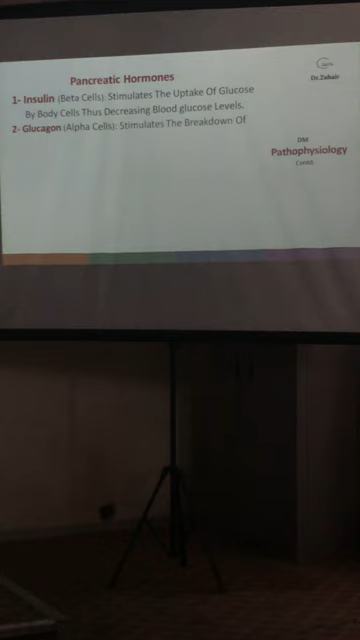 Pancreatic Hormones
1- Insulin (Beta Cells): Stimulates The Uptake Of Glucose
By Body Cells Thus Decreasing Blood glucose Levels.
2- Glucagon (Alpha Cells): Stimulates The Breakdown Of
Dr.Zuhair
DM
Pathophysiology
Contd.